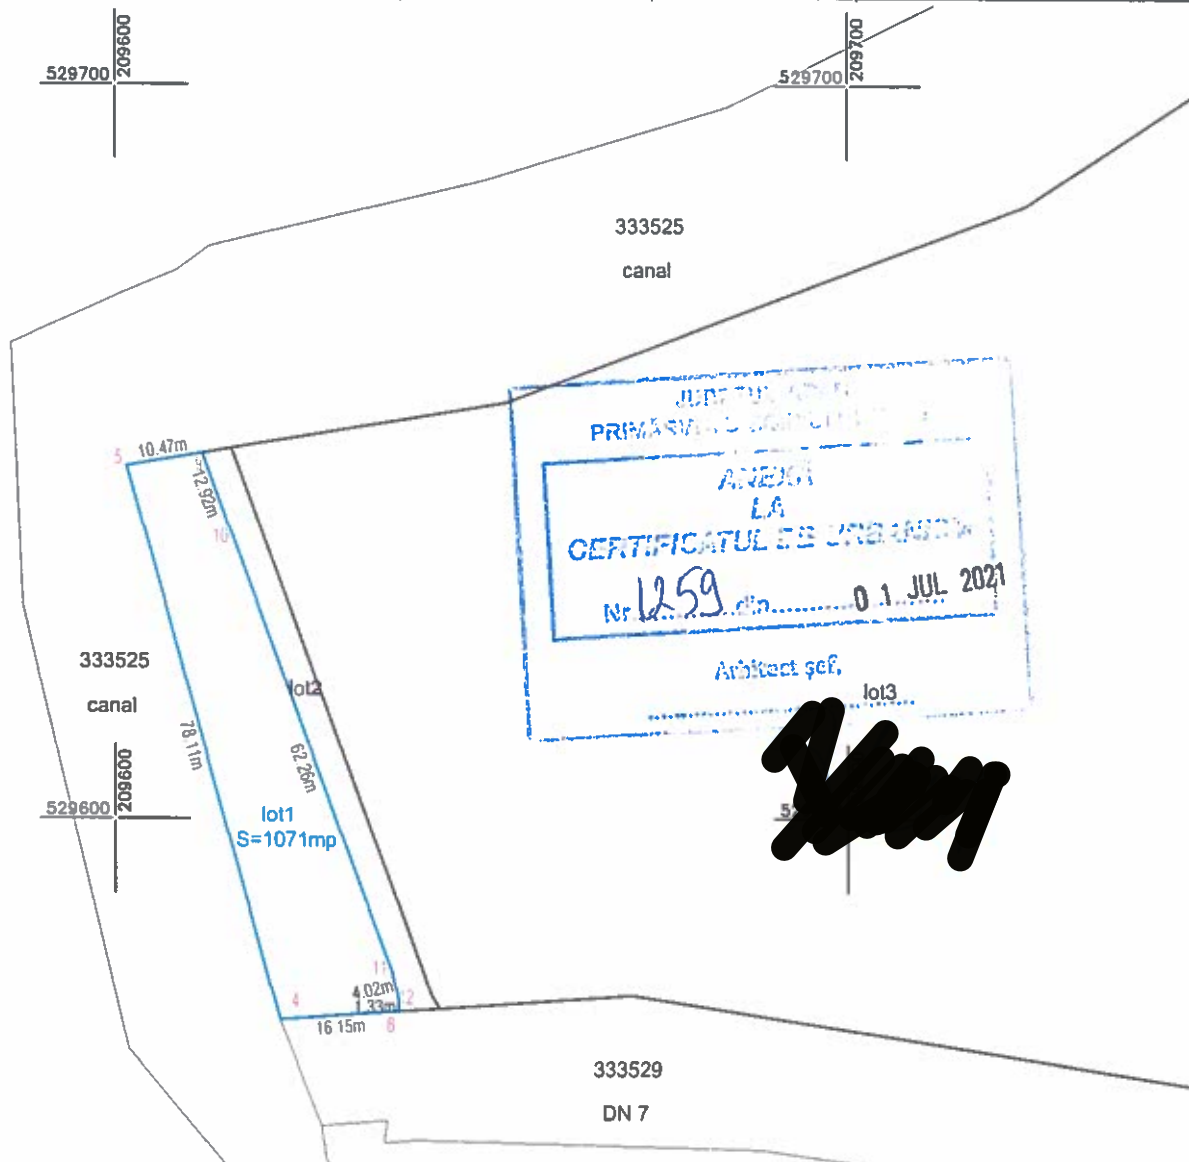 209600
529700
209700
529700
333525
canal
PRIMĂRIA
5
10.47m
9
12.92m
10
ANEXA
LA
CERTIFICATUL DE URBANISM
Nr. 1259 din 01 JUL 2021
Arhitect şef,
lot3
333525
canal
lot2
78.11m
62.26m
209600
529600
lot1
S=1071mp
11
4.02m
12
1.33m
4
16 15m
8
333529
DN 7